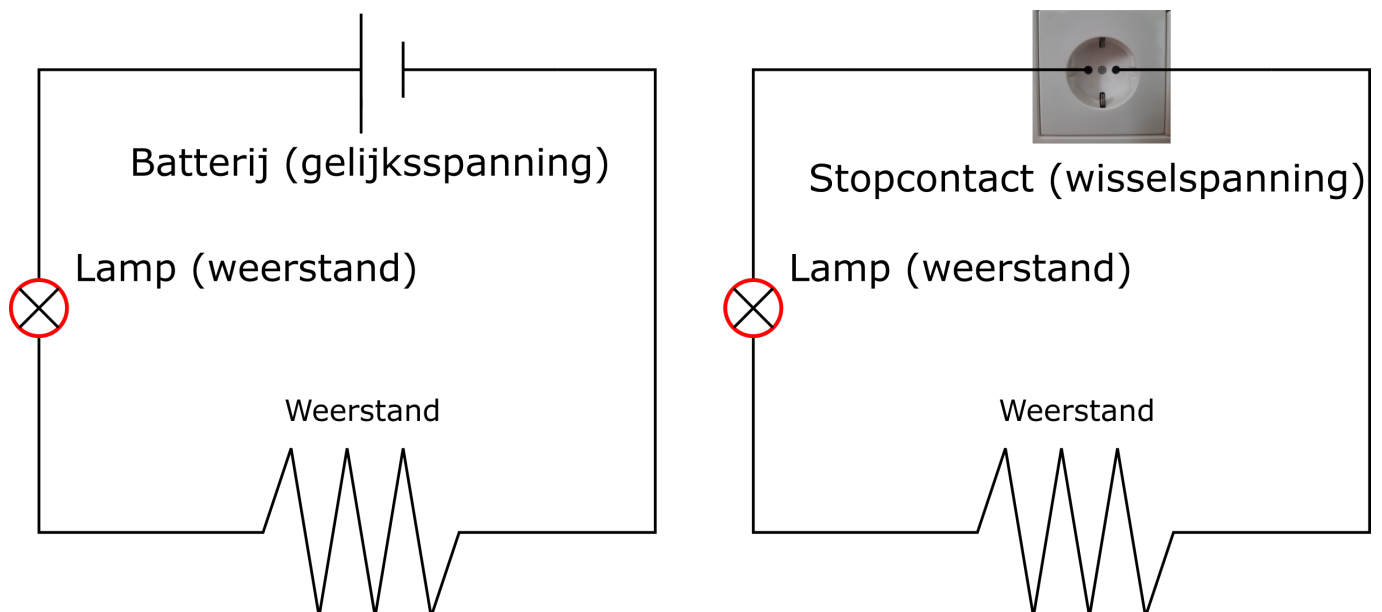 Batterij (gelijksspanning)
Lamp (weerstand)
Weerstand
Stopcontact (wisselspanning)
Lamp (weerstand)
Weerstand